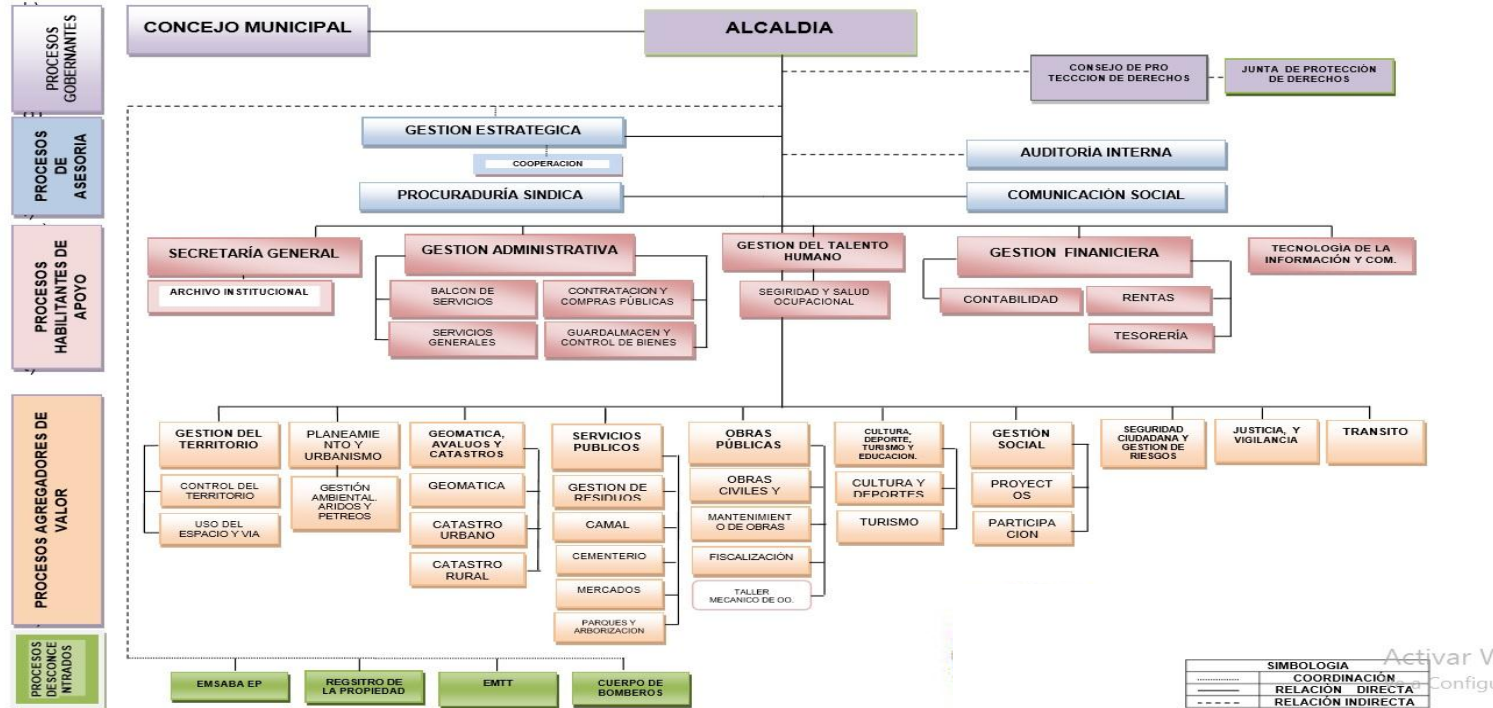 PROCESOS
GOBERNANTES
CONCEJO MUNICIPAL
ALCALDIA
CONSEJO DE PRO
TECCCION DE DERECHOS
JUNTA DE PROTECCIÓN
DE DERECHOS
PROCESOS
DE
ASESORIA
GESTION ESTRATEGICA
COOPERACION
AUDITORÍA INTERNA
PROCURADURÍA SINDICA
COMUNICACIÓN SOCIAL
PROCESOS
HABILITANTES DE
APOYO
SECRETARÍA GENERAL
ARCHIVO INSTITUCIONAL
GESTION ADMINISTRATIVA
BALCON DE
SERVICIOS
CONTRATACION Y
COMPRAS PÚBLICAS
SERVICIOS
GENERALES
GUARDALMACEN Y
CONTROL DE BIENES
GESTION DEL TALENTO
HUMANO
SEGIRIDAD Y SALUD
OCUPACIONAL
GESTION FINANCIERA
CONTABILIDAD
RENTAS
TESORERÍA
TECNOLOGÌA DE LA
INFORMACIÓN Y COM.
PROCESOS AGREGADORES DE
VALOR
GESTION DEL
TERRITORIO
CONTROL DEL
TERRITORIO
USO DEL
ESPACIO Y VIA
PLANEAMIE
NTO Y
URBANISMO
GESTIÓN
AMBIENTAL.
ARIDOS Y
PETREOS
GEOMATICA,
AVALUOS Y
CATASTROS
GEOMATICA
CATASTRO
URBANO
CATASTRO
RURAL
SERVICIOS
PUBLICOS
GESTION DE
RESIDUOS
CAMAL
CEMENTERIO
MERCADOS
PARQUES Y
ARBORIZACION
OBRAS
PÚBLICAS
OBRAS
CIVILES Y
MANTENIMIENT
O DE OBRAS
FISCALIZACIÓN
TALLER
MECANICO DE OO.
CULTURA,
DEPORTE,
TURISMO Y
EDUCACION.
CULTURA Y
DEPORTES
TURISMO
GESTIÓN
SOCIAL
PROYECT
OS
PARTICIPA
CION
SEGURIDAD
CIUDADANA Y
GESTION DE
RIESGOS
JUSTICIA, Y
VIGILANCIA
TRANSITO
PROCESOS
DESCONCE
NTRADOS
EMSABA EP
REGSITRO DE
LA PROPIEDAD
EMTT
CUERPO DE
BOMBEROS
SIMBOLOGIA
COORDINACIÓN
RELACIÓN DIRECTA
RELACIÓN INDIRECTA
Activar V
a Configu